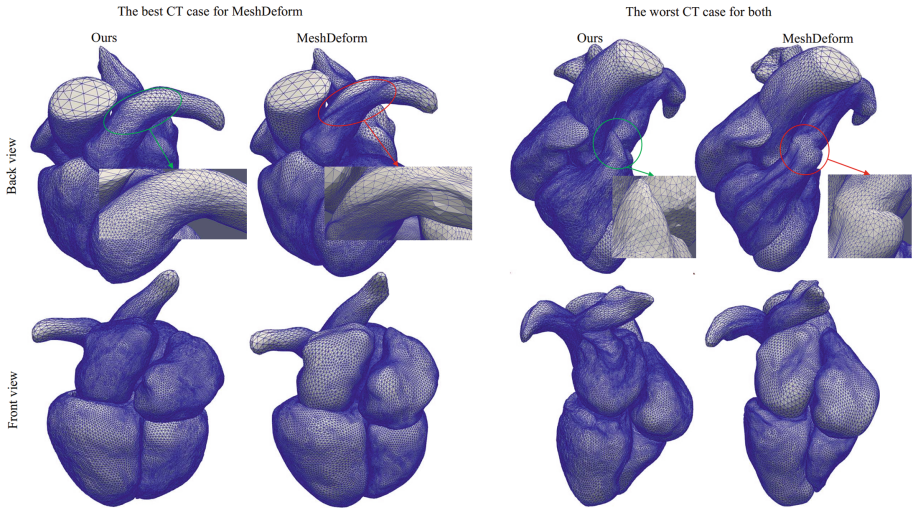 The best CT case for MeshDeform
The worst CT case for both
Ours
MeshDeform
Ours
MeshDeform
Back view
Front view